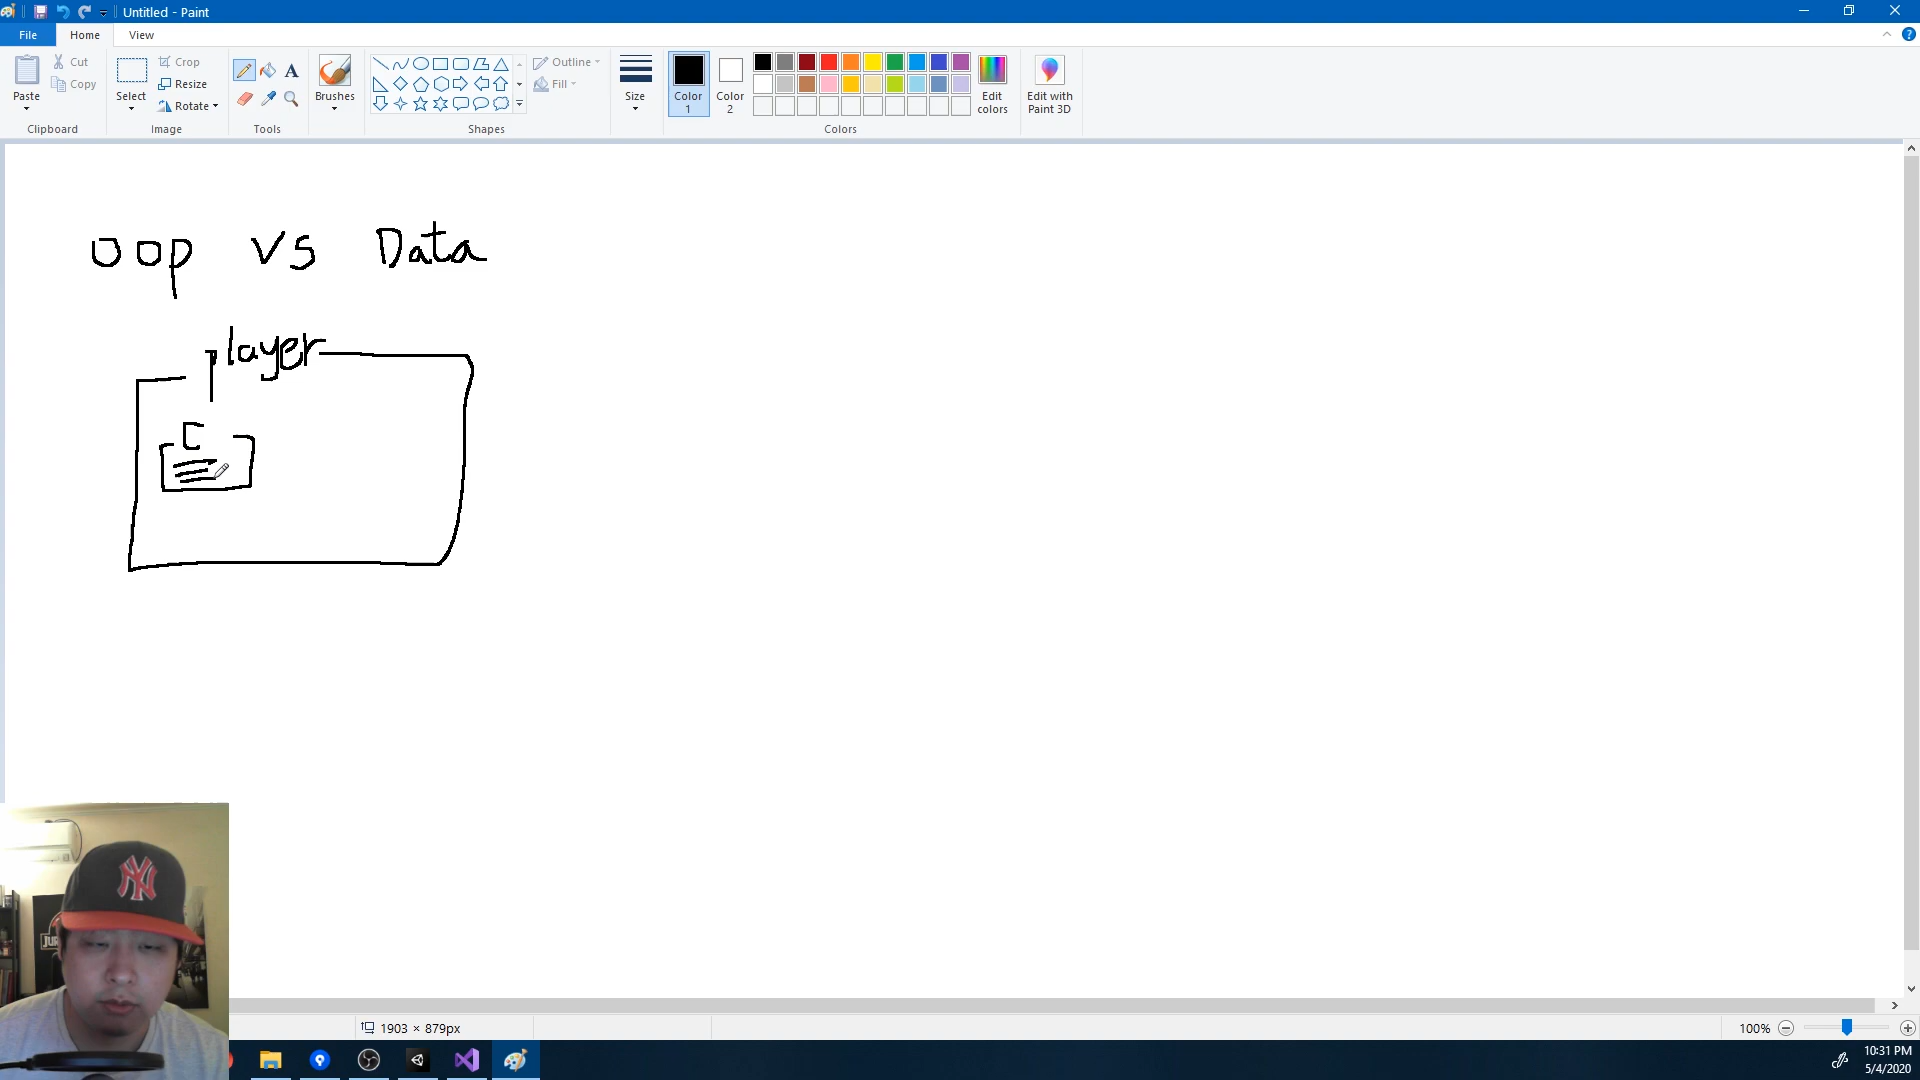 Untitled - Paint
File Home View
Paste Cut Copy Clipboard
Select Crop Resize Rotate Image
Tools
Brushes
Outline Fill Shapes
Size
Color 1 Color 2 Edit colors Colors
Edit with Paint 3D
OOP VS Data
Player
C
NY
JUR
1903 × 879px
100%
10:31 PM
5/4/2020